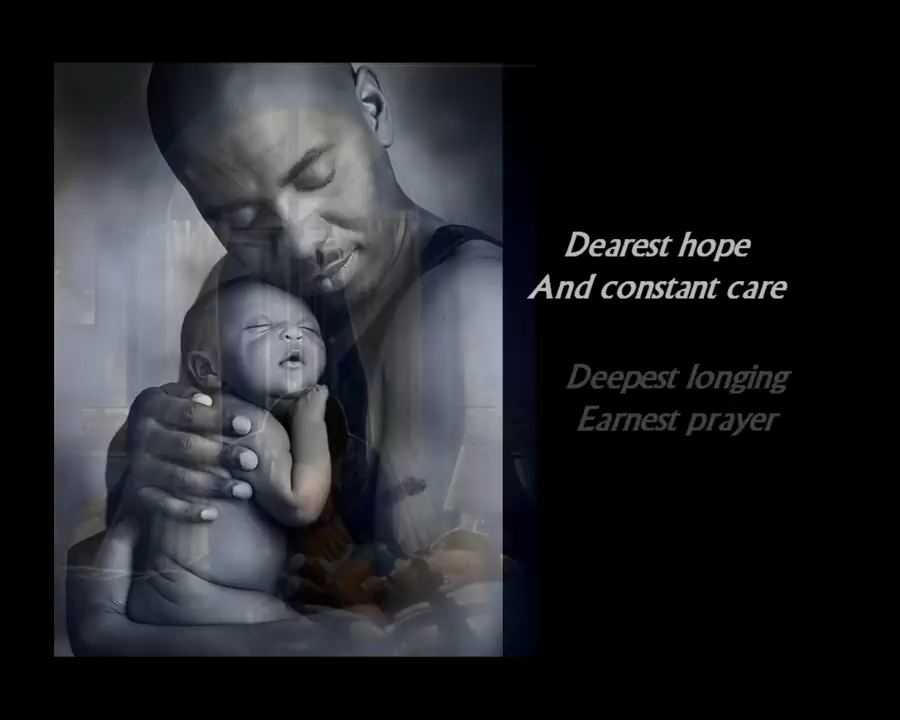 Dearest hope
And constant care
Deepest longing
Earnest prayer